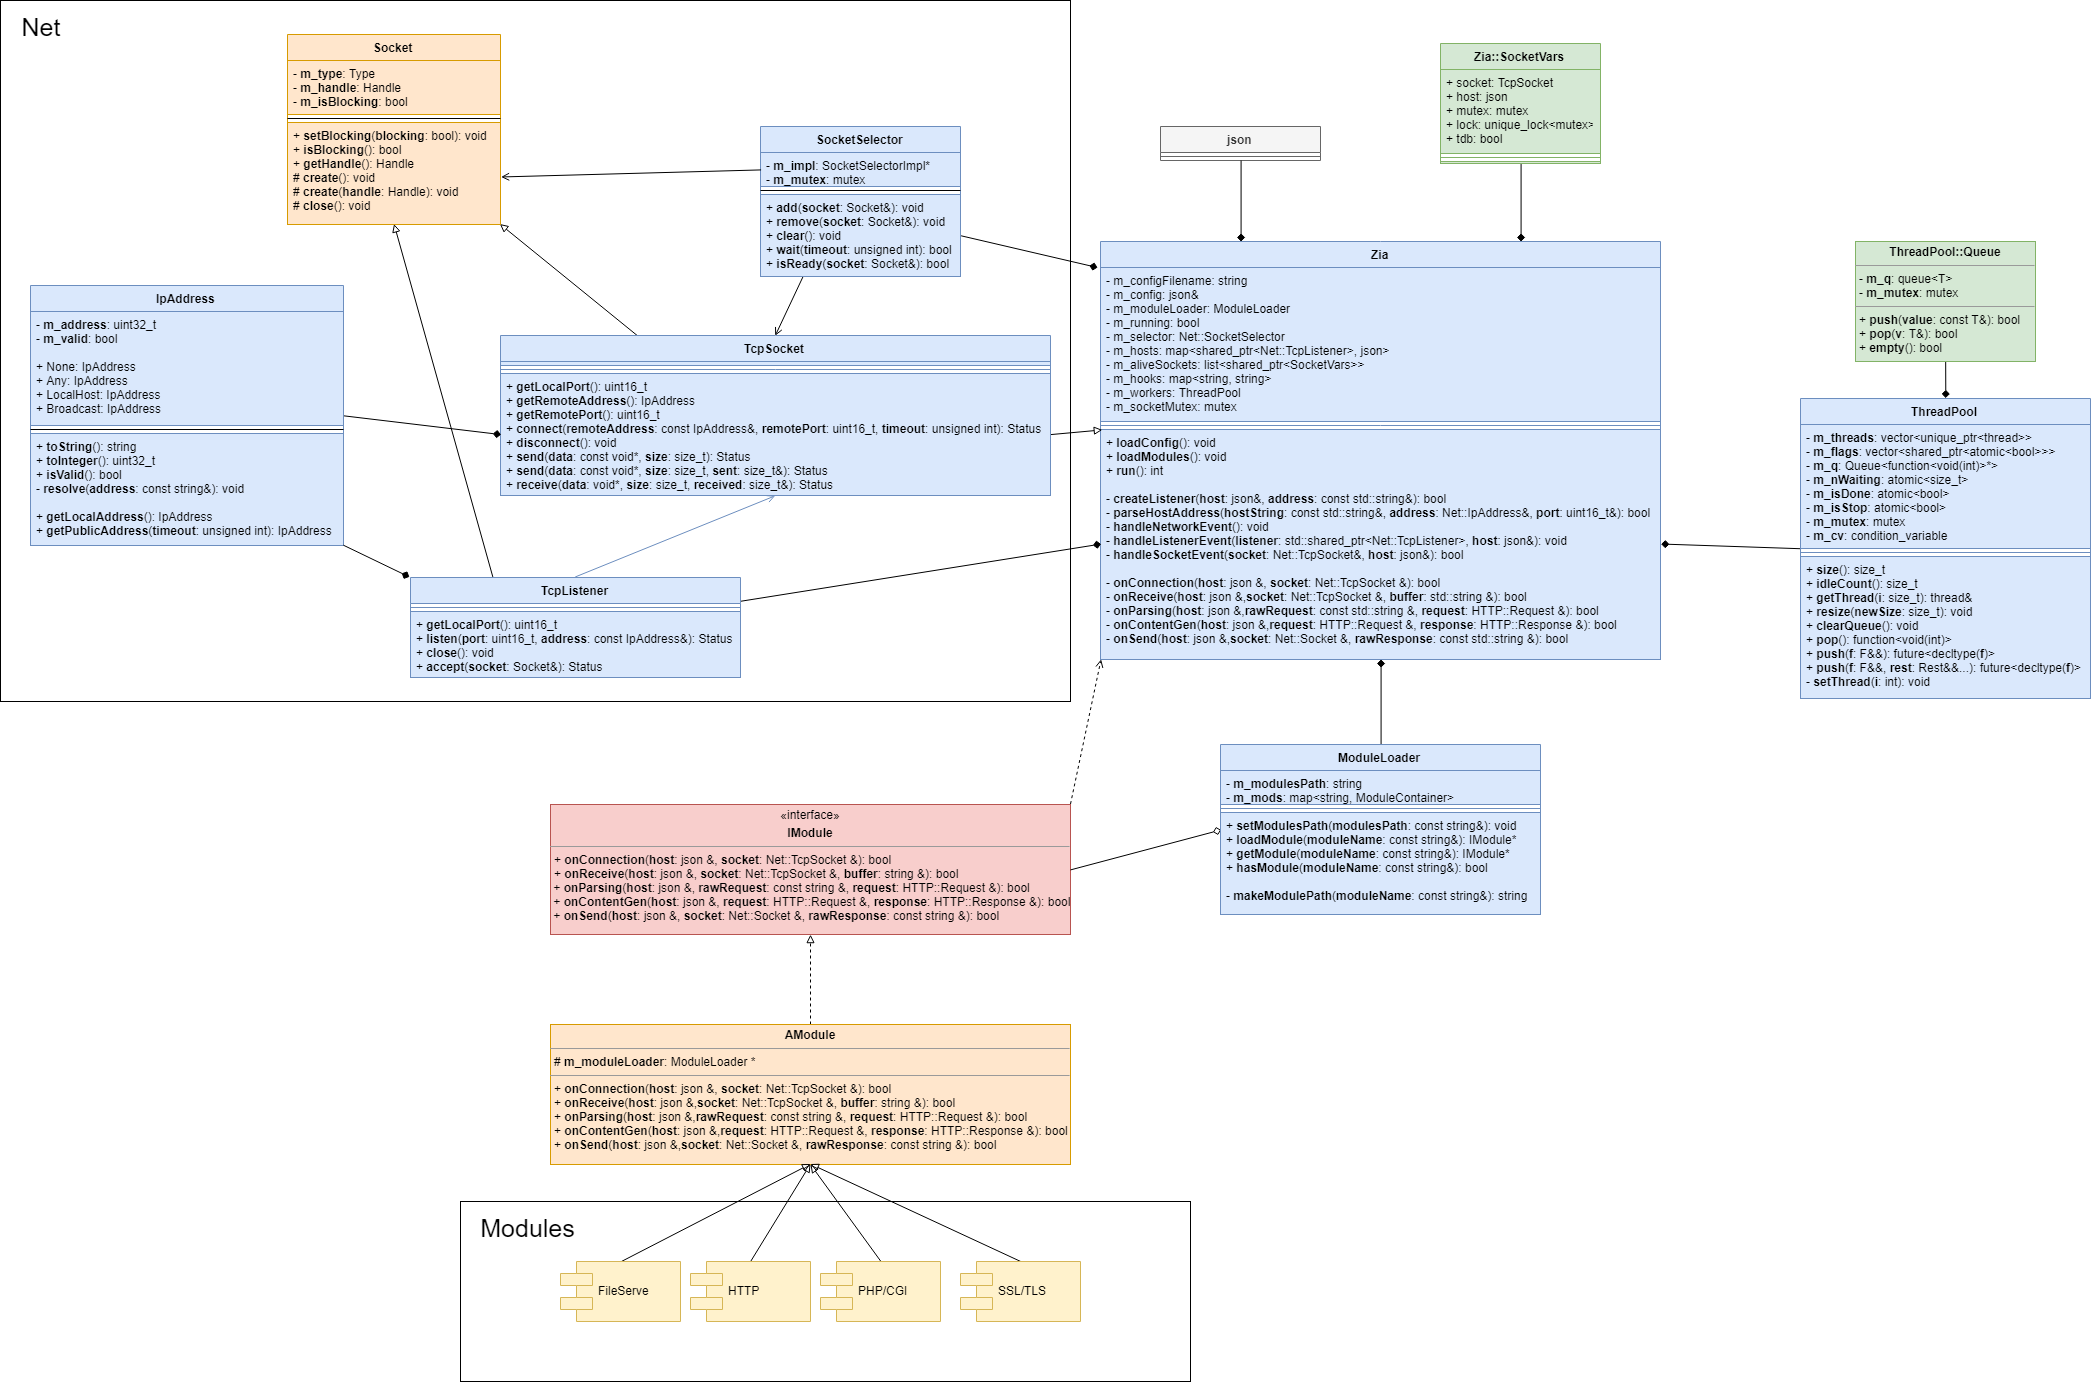 Net
Socket
- m_type: Type
- m_handle: Handle
- m_isBlocking: bool
+ setBlocking(blocking: bool): void
+ isBlocking(): bool
+ getHandle(): Handle
# create(): void
# create(handle: Handle): void
# close(): void
SocketSelector
- m_impl: SocketSelectorImpl*
- m_mutex: mutex
+ add(socket: Socket&): void
+ remove(socket: Socket&): void
+ clear(): void
+ wait(timeout: unsigned int): bool
+ isReady(socket: Socket&): bool
IpAddress
- m_address: uint32_t
- m_valid: bool
+ None: IpAddress
+ Any: IpAddress
+ LocalHost: IpAddress
+ Broadcast: IpAddress
+ toString(): string
+ toInteger(): uint32_t
+ isValid(): bool
- resolve(address: const string&): void
+ getLocalAddress(): IpAddress
+ getPublicAddress(timeout: unsigned int): IpAddress
TcpSocket
+ getLocalPort(): uint16_t
+ getRemoteAddress(): IpAddress
+ getRemotePort(): uint16_t
+ connect(remoteAddress: const IpAddress&, remotePort: uint16_t, timeout: unsigned int): Status
+ disconnect(): void
+ send(data: const void*, size: size_t): Status
+ send(data: const void*, size: size_t, sent: size_t&): Status
+ receive(data: void*, size: size_t, received: size_t&): Status
TcpListener
+ getLocalPort(): uint16_t
+ listen(port: uint16_t, address: const IpAddress&): Status
+ close(): void
+ accept(socket: Socket&): Status
json
Zia::SocketVars
+ socket: TcpSocket
+ host: json
+ mutex: mutex
+ lock: unique_lock<mutex>
+ tdb: bool
Zia
- m_configFilename: string
- m_config: json&
- m_moduleLoader: ModuleLoader
- m_running: bool
- m_selector: Net::SocketSelector
- m_hosts: map<shared_ptr<Net::TcpListener>, json>
- m_aliveSockets: list<shared_ptr<SocketVars>>
- m_hooks: map<string, string>
- m_workers: ThreadPool
- m_socketMutex: mutex
+ loadConfig(): void
+ loadModules(): void
+ run(): int
- createListener(host: json&, address: const std::string&): bool
- parseHostAddress(hostString: const std::string&, address: Net::IpAddress&, port: uint16_t&): bool
- handleNetworkEvent(): void
- handleListenerEvent(listener: std::shared_ptr<Net::TcpListener>, host: json&): void
- handleSocketEvent(socket: Net::TcpSocket&, host: json&): bool
- onConnection(host: json &, socket: Net::TcpSocket &): bool
- onReceive(host: json &,socket: Net::TcpSocket &, buffer: std::string &): bool
- onParsing(host: json &,rawRequest: const std::string &, request: HTTP::Request &): bool
- onContentGen(host: json &,request: HTTP::Request &, response: HTTP::Response &): bool
- onSend(host: json &,socket: Net::Socket &, rawResponse: const std::string &): bool
ThreadPool::Queue
- m_q: queue<T>
- m_mutex: mutex
+ push(value: const T&): bool
+ pop(v: T&): bool
+ empty(): bool
ThreadPool
- m_threads: vector<unique_ptr<thread>>
- m_flags: vector<shared_ptr<atomic<bool>>>
- m_q: Queue<function<void(int)>*>
- m_nWaiting: atomic<size_t>
- m_isDone: atomic<bool>
- m_isStop: atomic<bool>
- m_mutex: mutex
- m_cv: condition_variable
+ size(): size_t
+ idleCount(): size_t
+ getThread(i: size_t): thread&
+ resize(newSize: size_t): void
+ clearQueue(): void
+ pop(): function<void(int)>
+ push(f: F&&): future<decltype(f)>
+ push(f: F&&, rest: Rest&&...): future<decltype(f)>
- setThread(i: int): void
ModuleLoader
- m_modulesPath: string
- m_mods: map<string, ModuleContainer>
+ setModulesPath(modulesPath: const string&): void
+ loadModule(moduleName: const string&): IModule*
+ getModule(moduleName: const string&): IModule*
+ hasModule(moduleName: const string&): bool
- makeModulePath(moduleName: const string&): string
«interface»
IModule
+ onConnection(host: json &, socket: Net::TcpSocket &): bool
+ onReceive(host: json &, socket: Net::TcpSocket &, buffer: string &): bool
+ onParsing(host: json &, rawRequest: const string &, request: HTTP::Request &): bool
+ onContentGen(host: json &, request: HTTP::Request &, response: HTTP::Response &): bool
+ onSend(host: json &, socket: Net::Socket &, rawResponse: const string &): bool
AModule
# m_moduleLoader: ModuleLoader *
+ onConnection(host: json &, socket: Net::TcpSocket &): bool
+ onReceive(host: json &,socket: Net::TcpSocket &, buffer: string &): bool
+ onParsing(host: json &,rawRequest: const string &, request: HTTP::Request &): bool
+ onContentGen(host: json &,request: HTTP::Request &, response: HTTP::Response &): bool
+ onSend(host: json &,socket: Net::Socket &, rawResponse: const string &): bool
Modules
FileServe
HTTP
PHP/CGI
SSL/TLS